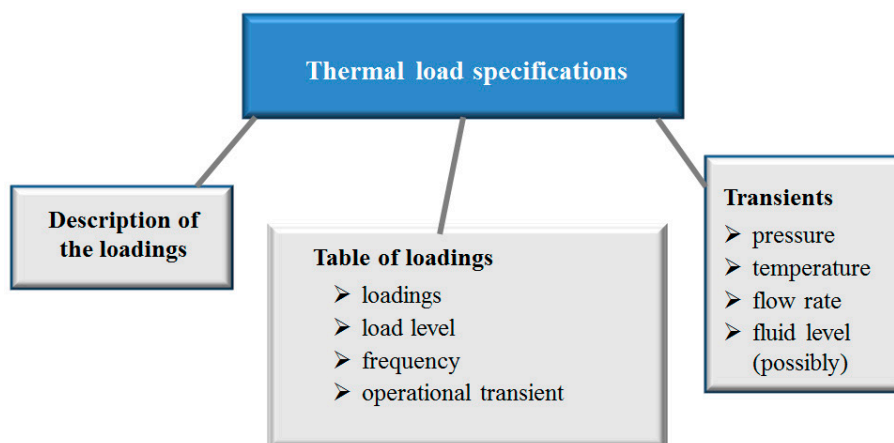 Thermal load specifications
Description of
the loadings
Table of loadings
➢ loadings
➢ load level
➢ frequency
➢ operational transient
Transients
➢ pressure
➢ temperature
➢ flow rate
➢ fluid level
(possibly)